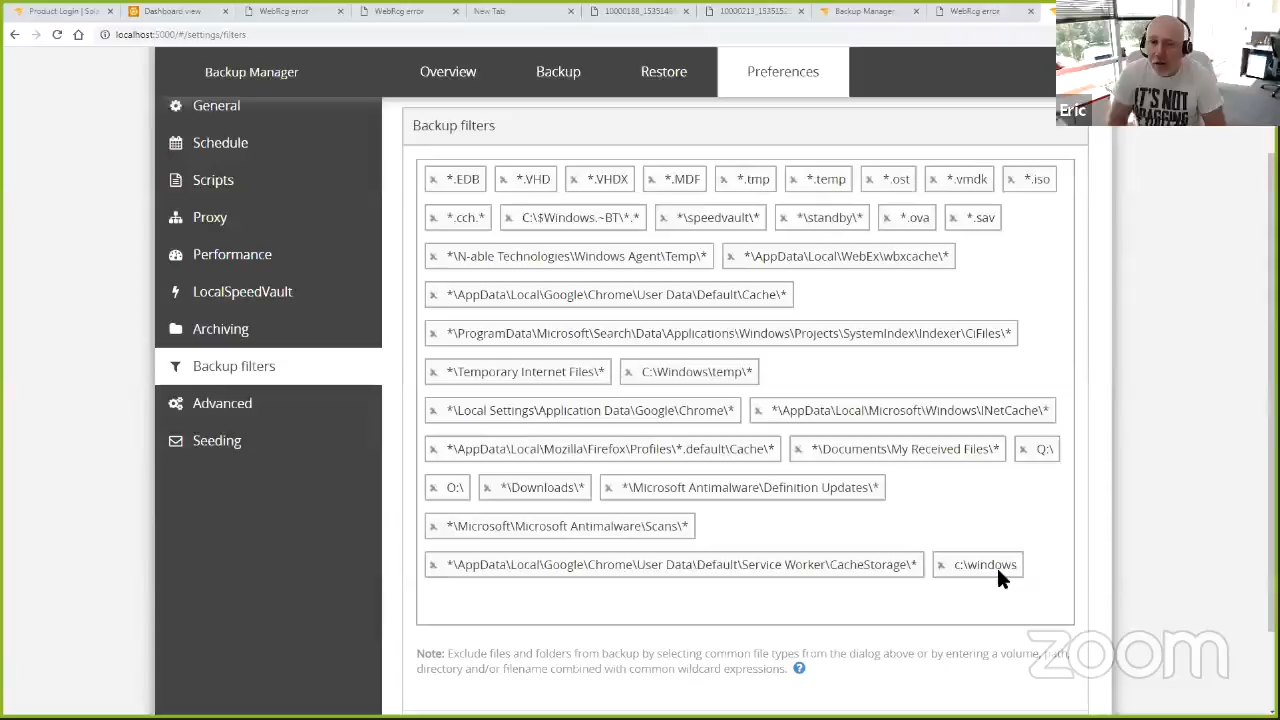 Product Login | Sola
Dashboard view
WebRcg error
WebRcg error
New Tab
Backup Manager
WebRcg error
localhost:5000/#/settings/filters
Backup Manager
Overview
Backup
Restore
Preferences
General
Schedule
Scripts
Proxy
Performance
LocalSpeedVault
Archiving
Backup filters
Advanced
Seeding
Backup filters
*.EDB *.VHD *.VHDX *.MDF *.tmp *.temp *.ost *.vmdk *.iso
*.cch.* C:\$Windows.~BT\*.* *\speedvault\* *\standby\* *.ova *.sav
*\N-able Technologies\Windows Agent\Temp\* *\AppData\Local\WebEx\wbxcache\*
*\AppData\Local\Google\Chrome\User Data\Default\Cache\*
*\ProgramData\Microsoft\Search\Data\Applications\Windows\Projects\SystemIndex\Indexer\CiFiles\*
*\Temporary Internet Files\* C:\Windows\temp\*
*\Local Settings\Application Data\Google\Chrome\* *\AppData\Local\Microsoft\Windows\INetCache\*
*\AppData\Local\Mozilla\Firefox\Profiles\*.default\Cache\* *\Documents\My Received Files\* Q:\
O:\ *\Downloads\* *\Microsoft Antimalware\Definition Updates\*
*\Microsoft\Microsoft Antimalware\Scans\*
*\AppData\Local\Google\Chrome\User Data\Default\Service Worker\CacheStorage\* c:\windows
Note: Exclude files and folders from backup by selecting common file types from the dialog above or by entering a volume, path,
directory and/or filename combined with common wildcard expressions.
Eric
IT'S NOT
zoom